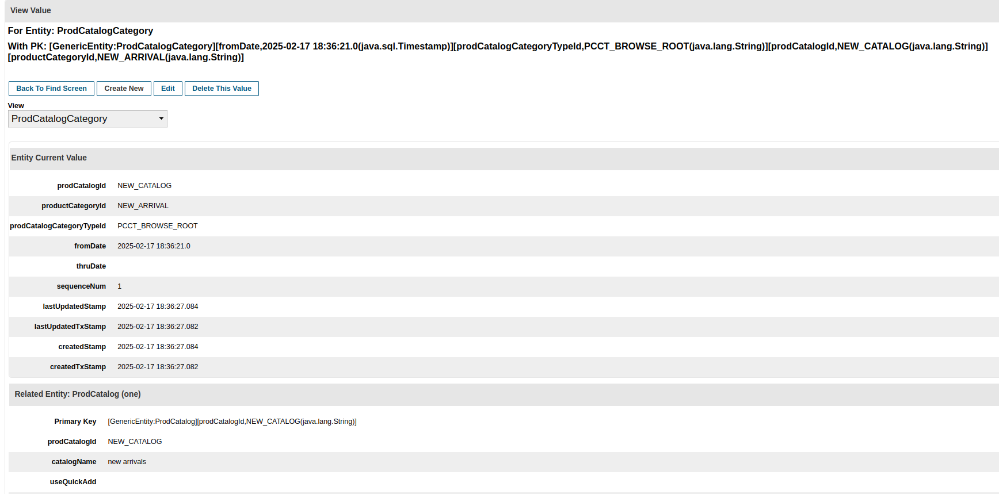 View Value
For Entity: ProdCatalogCategory
With PK: [GenericEntity:ProdCatalogCategory][fromDate,2025-02-17 18:36:21.0(java.sql.Timestamp)][prodCatalogCategoryTypeId,PCCT_BROWSE_ROOT(java.lang.String)][prodCatalogId,NEW_CATALOG(java.lang.String)]
[productCategoryId,NEW_ARRIVAL(java.lang.String)]
Back To Find Screen Create New Edit Delete This Value
View
ProdCatalogCategory
Entity Current Value
prodCatalogId NEW_CATALOG
productCategoryId NEW_ARRIVAL
prodCatalogCategoryTypeId PCCT_BROWSE_ROOT
fromDate 2025-02-17 18:36:21.0
thruDate
sequenceNum 1
lastUpdatedStamp 2025-02-17 18:36:27.084
lastUpdatedTxStamp 2025-02-17 18:36:27.082
createdStamp 2025-02-17 18:36:27.084
createdTxStamp 2025-02-17 18:36:27.082
Related Entity: ProdCatalog (one)
Primary Key [GenericEntity:ProdCatalog][prodCatalogId,NEW_CATALOG(java.lang.String)]
prodCatalogId NEW_CATALOG
catalogName new arrivals
useQuickAdd